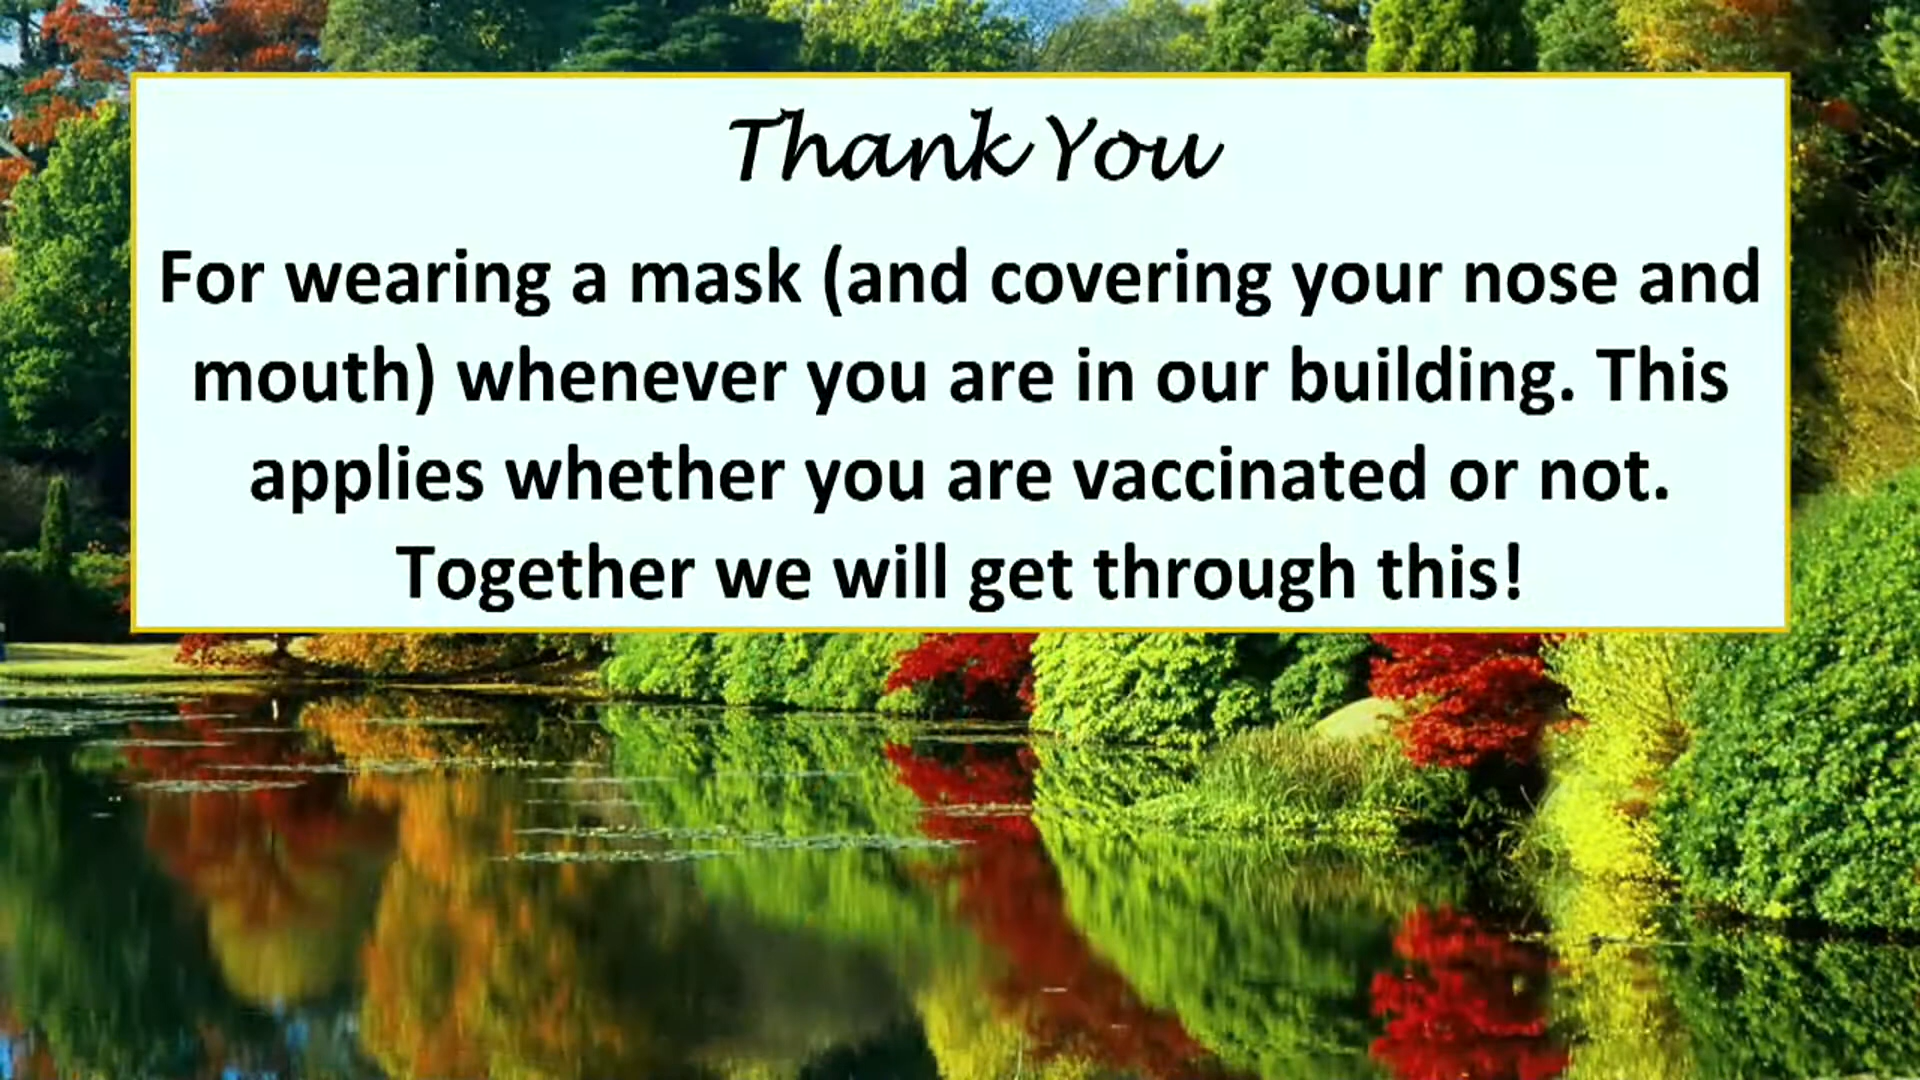 Thank You
For wearing a mask (and covering your nose and
mouth) whenever you are in our building. This
applies whether you are vaccinated or not.
Together we will get through this!